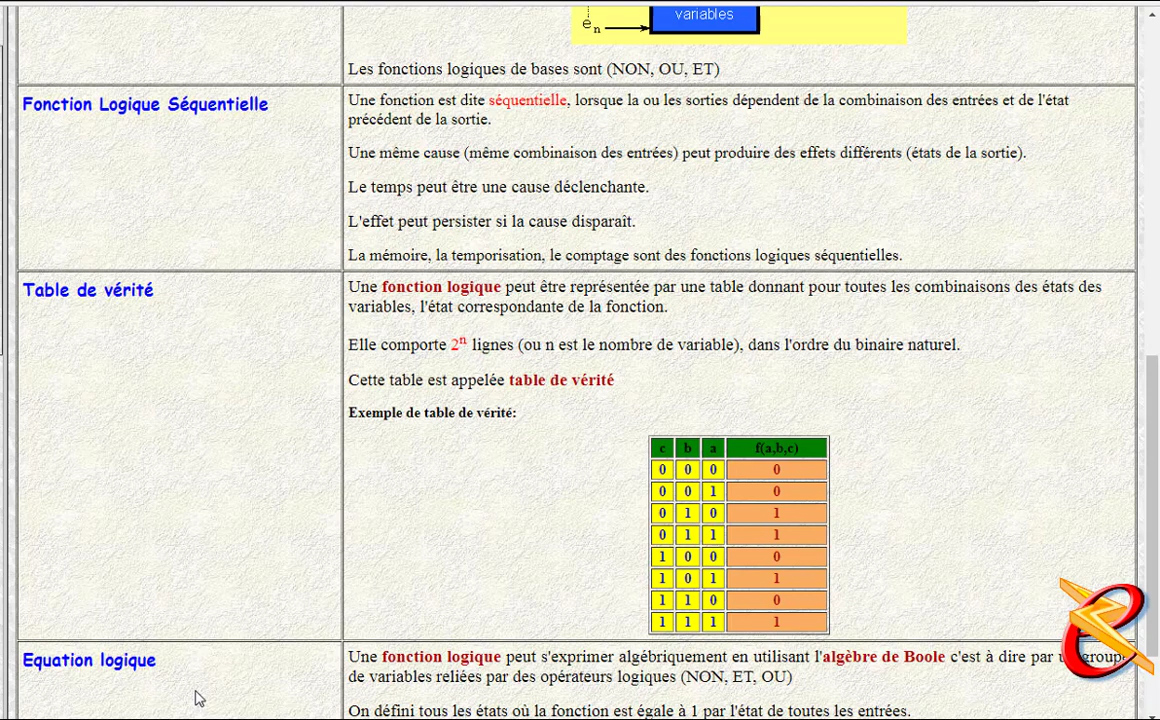 variables
en
Les fonctions logiques de bases sont (NON, OU, ET)
Fonction Logique Séquentielle
Une fonction est dite séquentielle, lorsque la ou les sorties dépendent de la combinaison des entrées et de l'état
précédent de la sortie.
Une même cause (même combinaison des entrées) peut produire des effets différents (états de la sortie).
Le temps peut être une cause déclenchante.
L'effet peut persister si la cause disparaît.
La mémoire, la temporisation, le comptage sont des fonctions logiques séquentielles.
Table de vérité
Une fonction logique peut être représentée par une table donnant pour toutes les combinaisons des états des
variables, l'état correspondante de la fonction.
Elle comporte 2^n lignes (ou n est le nombre de variable), dans l'ordre du binaire naturel.
Cette table est appelée table de vérité
Exemple de table de vérité:
c b a f(a,b,c)
0 0 0 0
0 0 1 0
0 1 0 1
0 1 1 1
1 0 0 0
1 0 1 1
1 1 0 0
1 1 1 1
Equation logique
Une fonction logique peut s'exprimer algébriquement en utilisant l'algèbre de Boole c'est à dire par
de variables reliées par des opérateurs logiques (NON, ET, OU)
On défini tous les états où la fonction est égale à 1 par l'état de toutes les entrées.